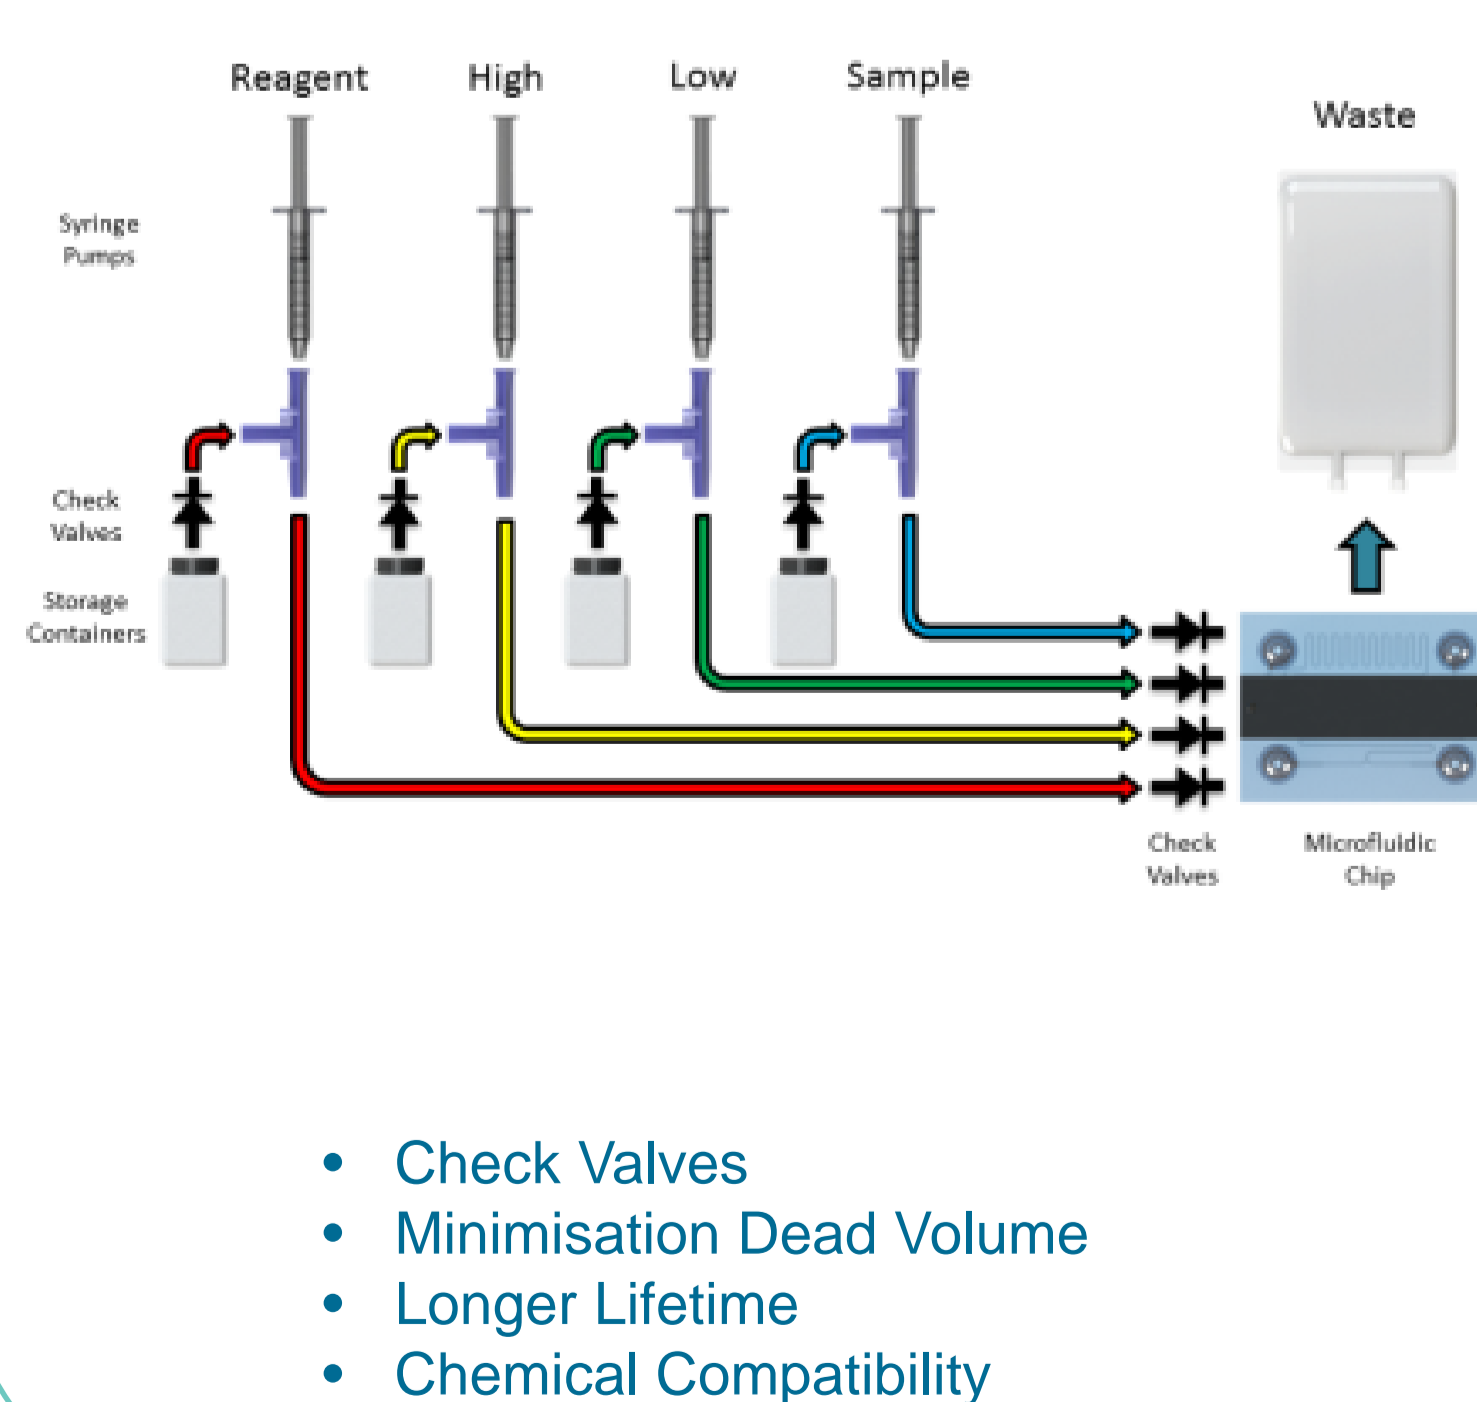 Reagent
High
Low
Sample
Waste
Syringe
Pumps
Check
Valves
Storage
Containers
Check
Valves
Microfluidic
Chip
• Check Valves
• Minimisation Dead Volume
• Longer Lifetime
• Chemical Compatibility